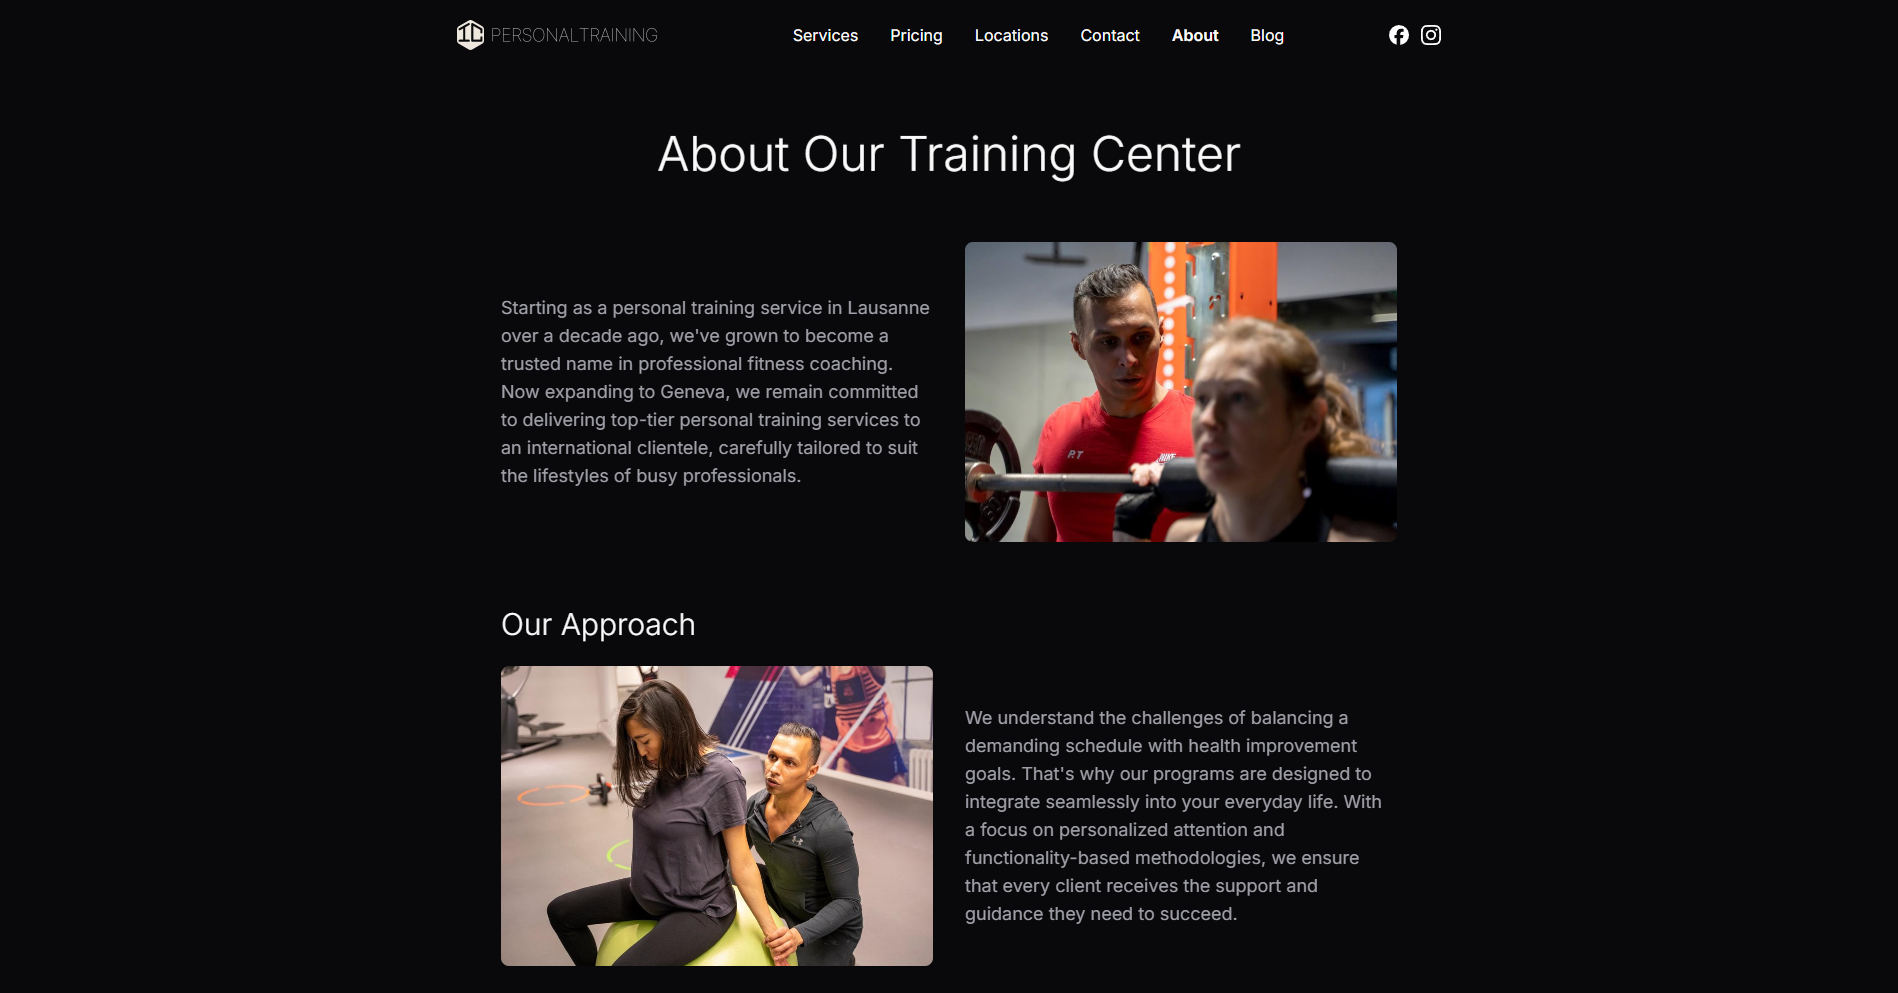 1L PERSONALTRAINING
Services Pricing Locations Contact About Blog
About Our Training Center
Starting as a personal training service in Lausanne
over a decade ago, we've grown to become a
trusted name in professional fitness coaching.
Now expanding to Geneva, we remain committed
to delivering top-tier personal training services to
an international clientele, carefully tailored to suit
the lifestyles of busy professionals.
RT
NIKE
Our Approach
We understand the challenges of balancing a
demanding schedule with health improvement
goals. That's why our programs are designed to
integrate seamlessly into your everyday life. With
a focus on personalized attention and
functionality-based methodologies, we ensure
that every client receives the support and
guidance they need to succeed.